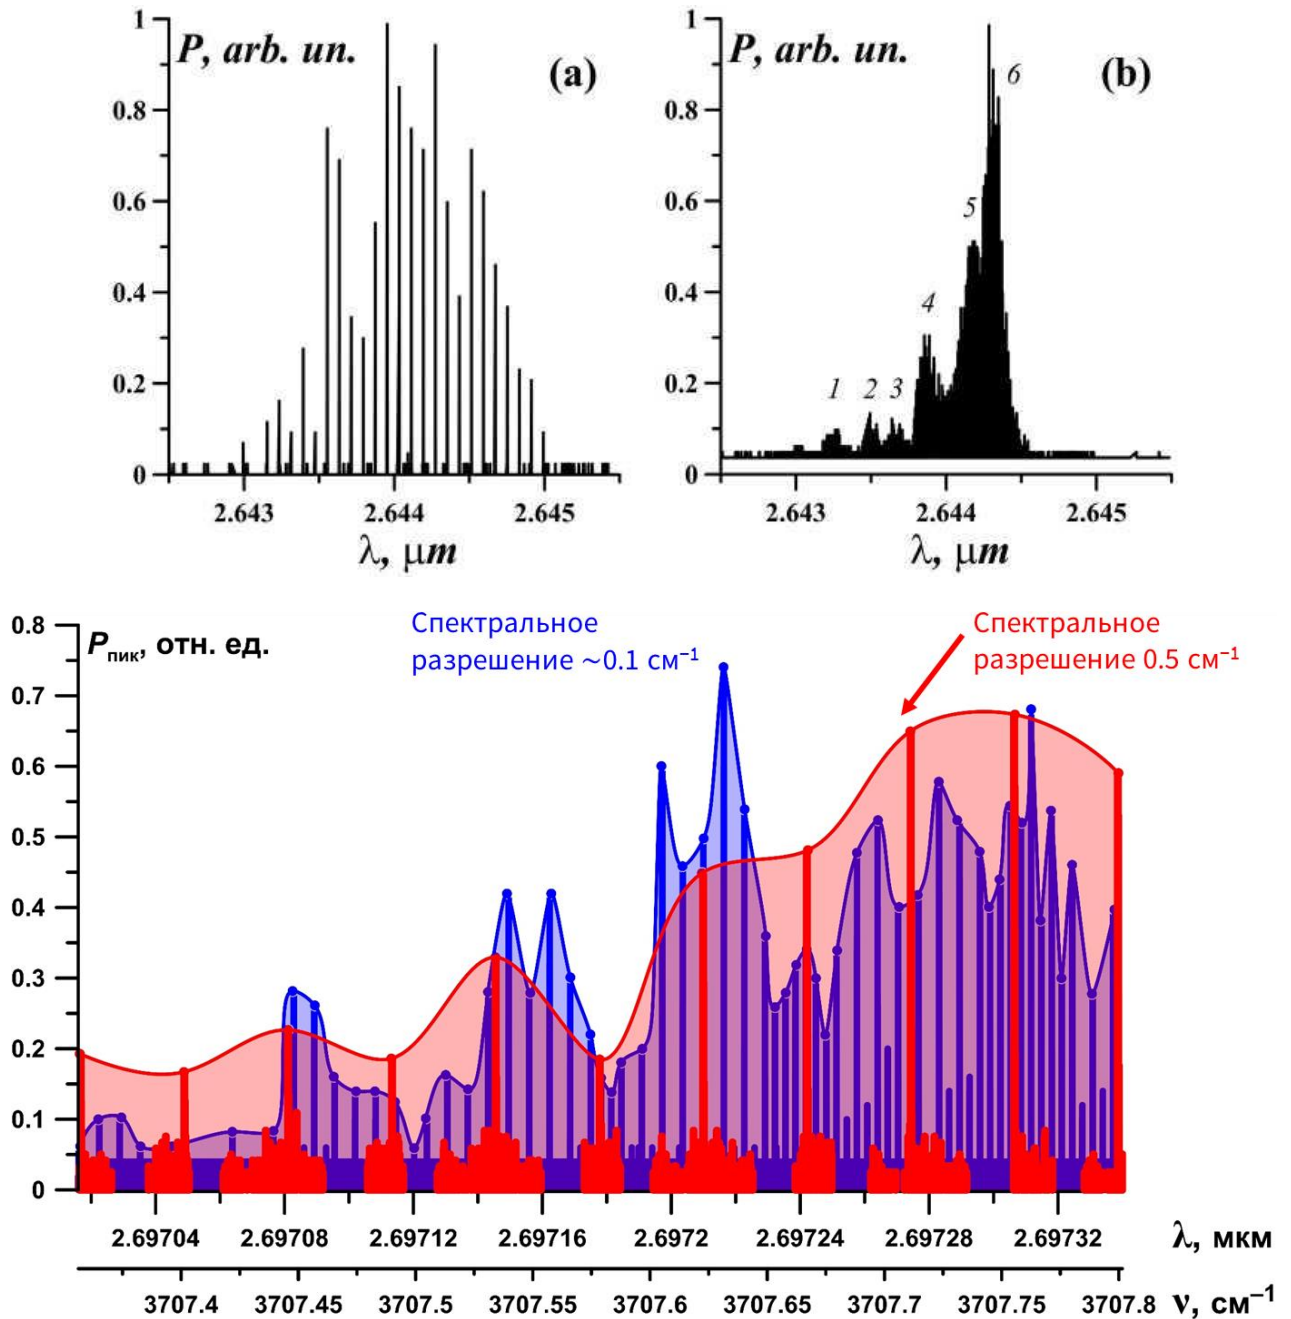 P, arb. un.
(a)
1
0.8
0.6
0.4
0.2
0
2.643 2.644 2.645
λ, μm
P, arb. un.
(b)
1
0.8
0.6
0.4
0.2
0
1 2 3 4 5 6
2.643 2.644 2.645
λ, μm
Pпик, отн. ед.
Спектральное
разрешение ~0.1 см⁻¹
Спектральное
разрешение 0.5 см⁻¹
0.8
0.7
0.6
0.5
0.4
0.3
0.2
0.1
0
2.69704 2.69708 2.69712 2.69716 2.6972 2.69724 2.69728 2.69732 λ, мкм
3707.4 3707.45 3707.5 3707.55 3707.6 3707.65 3707.7 3707.75 3707.8 ν, см⁻¹